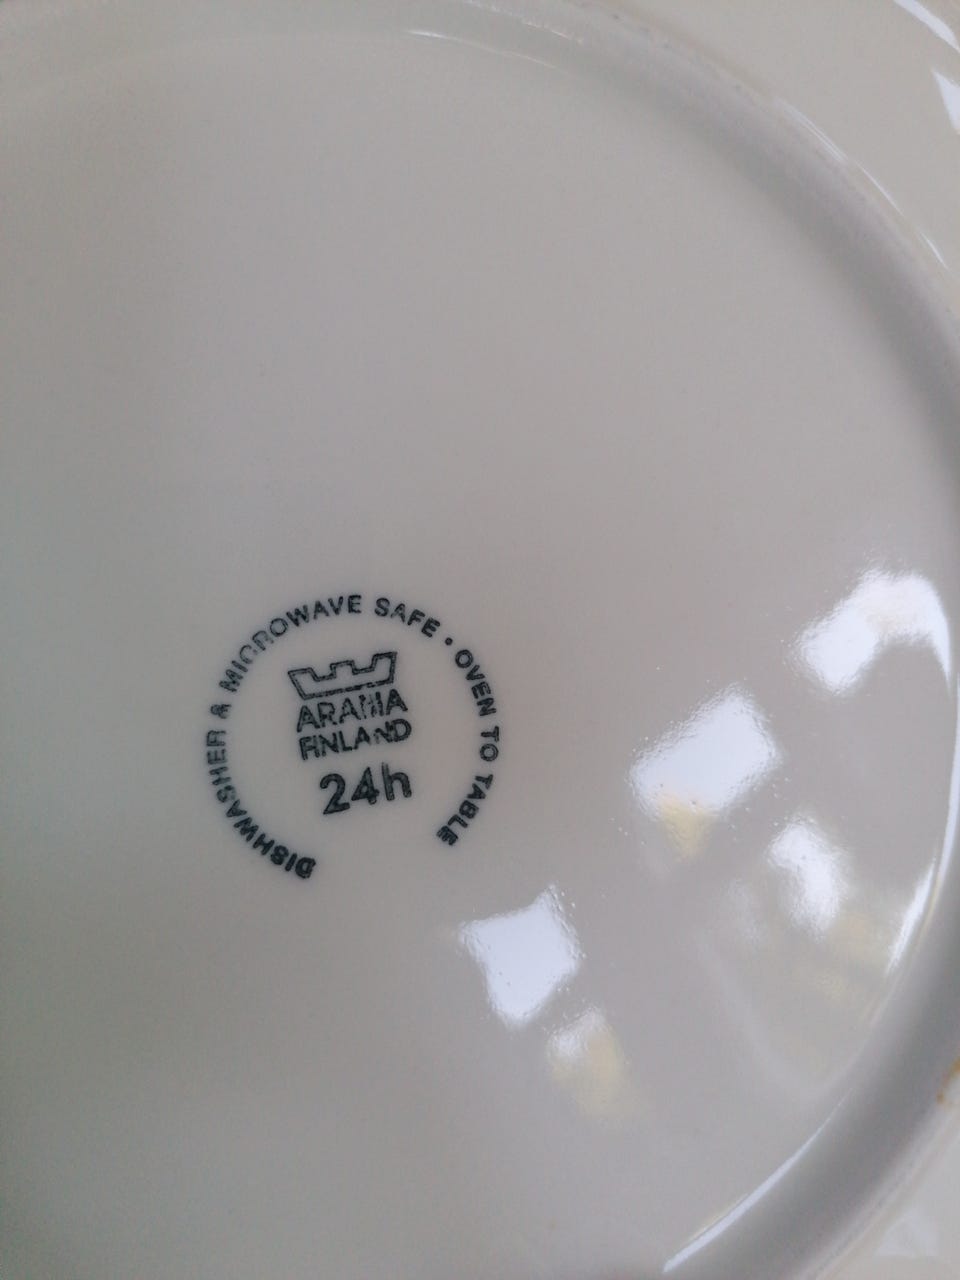 DISHWASHER & MICROWAVE SAFE • OVEN TO TABLE
ARABIA
FINLAND
24h